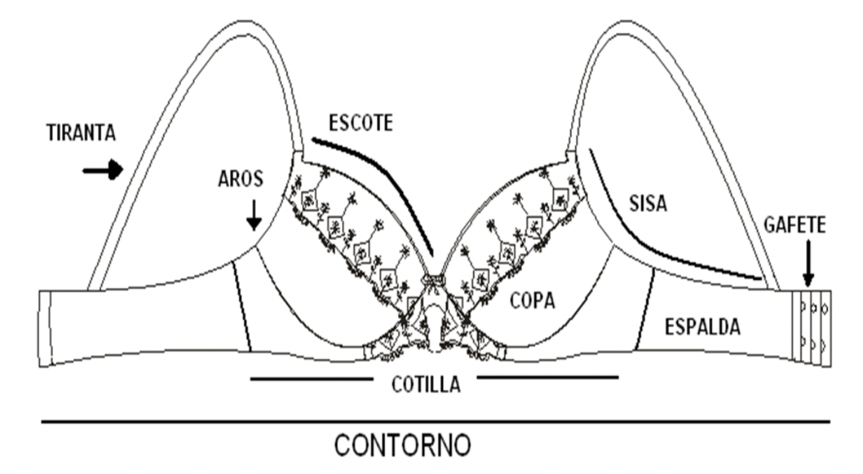 ESCOTE
TIRANTA
AROS
SISA
GAFETE
COPA
ESPALDA
COTILLA
CONTORNO